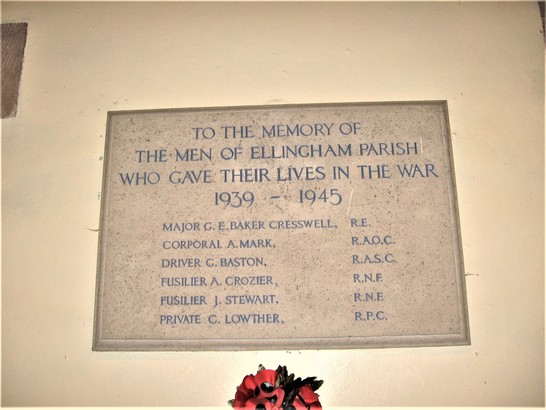 TO THE MEMORY OF
THE MEN OF ELLINGHAM PARISH
WHO GAVE THEIR LIVES IN THE WAR
1939 - 1945
MAJOR G. E. BAKER CRESSWELL, R.E.
CORPORAL A. MARK, R.A.O.C.
DRIVER G. BASTON, R.A.S.C.
FUSILIER A. CROZIER, R.N.F.
FUSILIER J. STEWART, R.N.F.
PRIVATE C. LOWTHER, R.P.C.